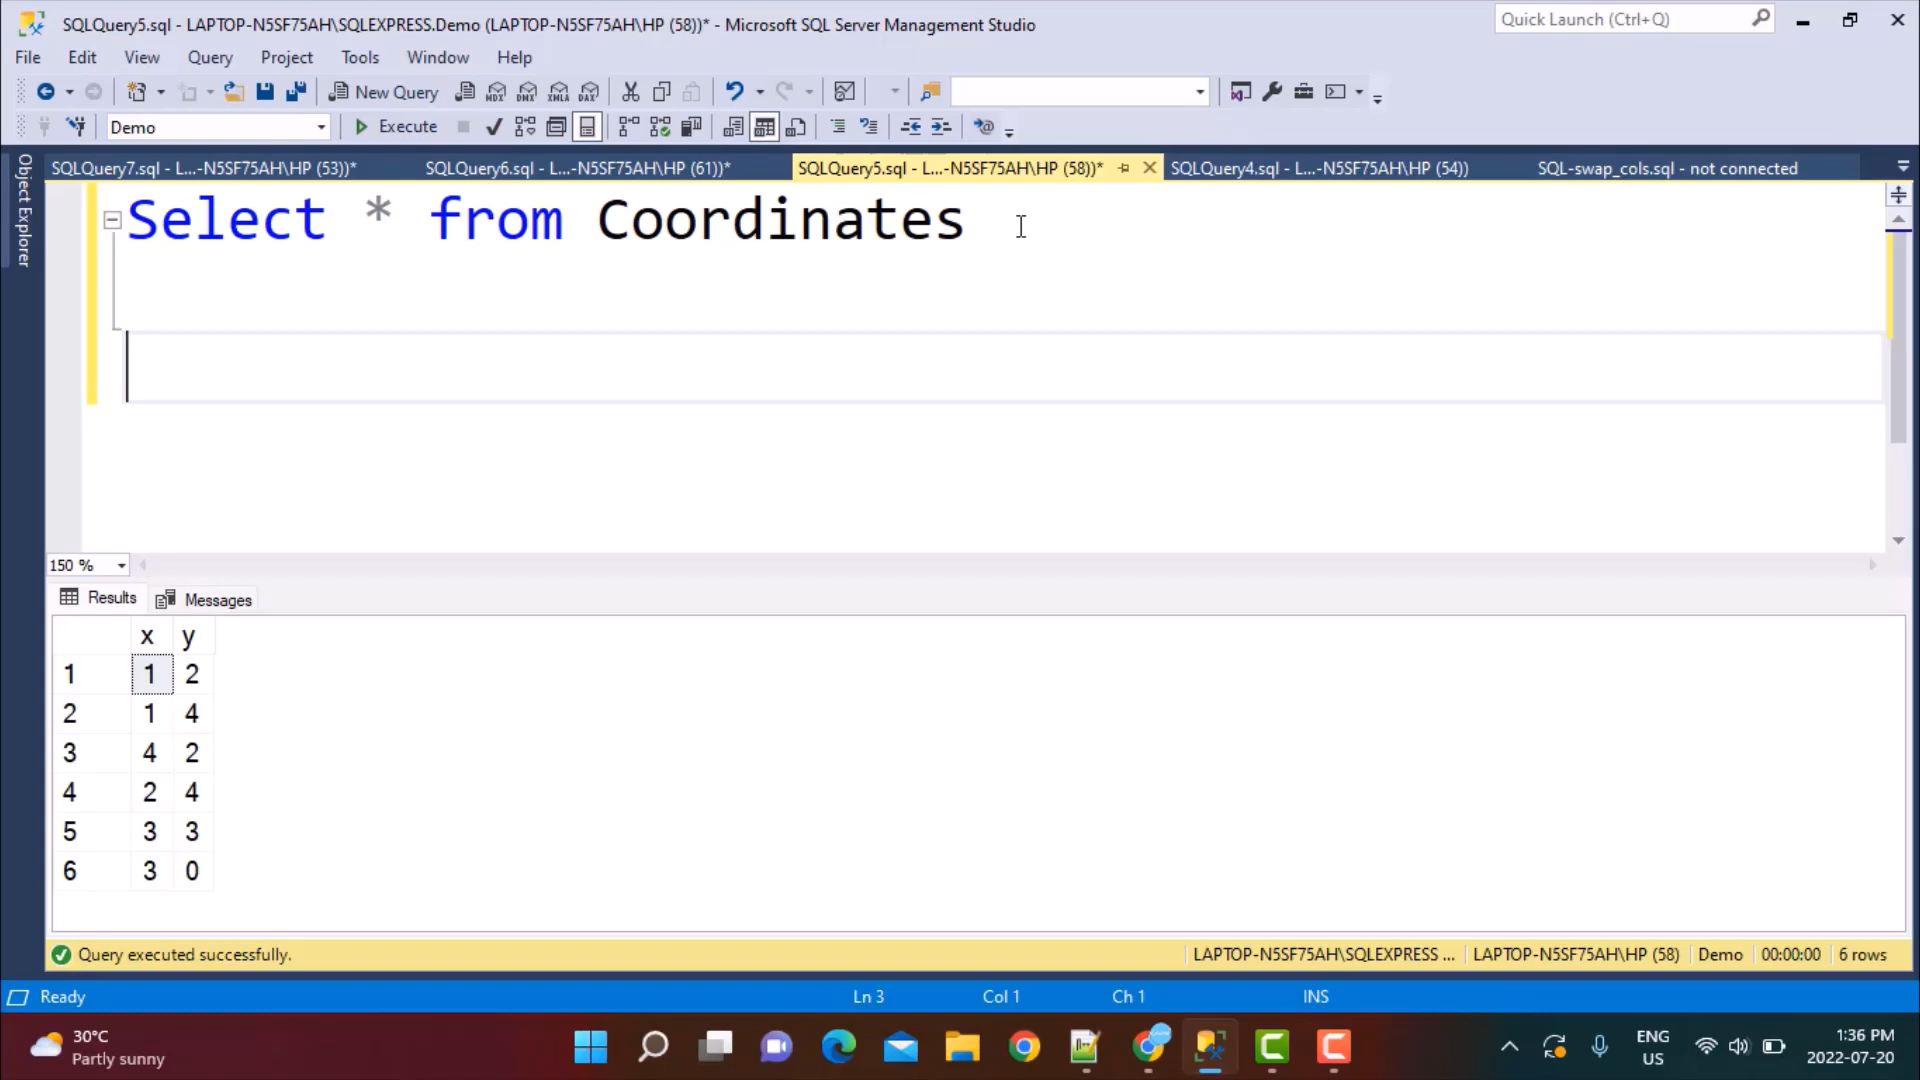 SQLQuery5.sql - LAPTOP-N5SF75AH\SQLEXPRESS.Demo (LAPTOP-N5SF75AH\HP (58))* - Microsoft SQL Server Management Studio
Quick Launch (Ctrl+Q)
File Edit View Query Project Tools Window Help
New Query MDX DMX XMLA DAX
Demo Execute
Object Explorer
SQLQuery7.sql - L...-N5SF75AH\HP (53))* SQLQuery6.sql - L...-N5SF75AH\HP (61))* SQLQuery5.sql - L...-N5SF75AH\HP (58))* SQLQuery4.sql - L...-N5SF75AH\HP (54)) SQL-swap_cols.sql - not connected
Select * from Coordinates
150 %
Results Messages
x y
1 1 2
2 1 4
3 4 2
4 2 4
5 3 3
6 3 0
Query executed successfully. LAPTOP-N5SF75AH\SQLEXPRESS ... LAPTOP-N5SF75AH\HP (58) Demo 00:00:00 6 rows
Ready Ln 3 Col 1 Ch 1 INS
30°C
Partly sunny
ENG
US
1:36 PM
2022-07-20